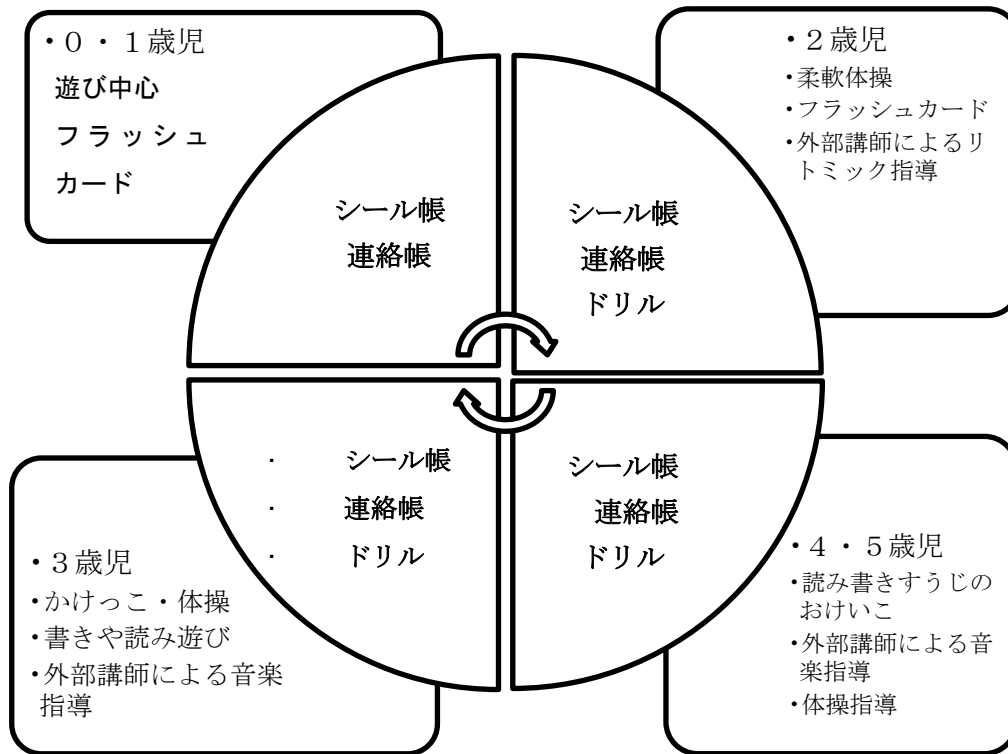 ・０・１歳児
遊び中心
フラッシュ
カード
シール帳
連絡帳
・２歳児
・柔軟体操
・フラッシュカード
・外部講師によるリ
トミック指導
シール帳
連絡帳
ドリル
・３歳児
・かけっこ・体操
・書きや読み遊び
・外部講師による音楽
指導
・ シール帳
・ 連絡帳
・ ドリル
シール帳
連絡帳
ドリル
・４・５歳児
・読み書きすうじの
おけいこ
・外部講師による音
楽指導
・体操指導